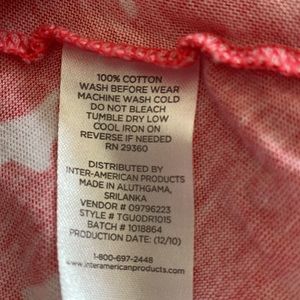 100% COTTON
WASH BEFORE WEAR
MACHINE WASH COLD
DO NOT BLEACH
TUMBLE DRY LOW
COOL IRON ON
REVERSE IF NEEDED
RN 29360
DISTRIBUTED BY
INTER-AMERICAN PRODUCTS
MADE IN ALUTHGAMA,
SRILANKA
VENDOR # 09796223
STYLE # TGU0DR1015
BATCH # 1018864
PRODUCTION DATE: (12/10)
1-800-697-2448
www.interamericanproducts.com